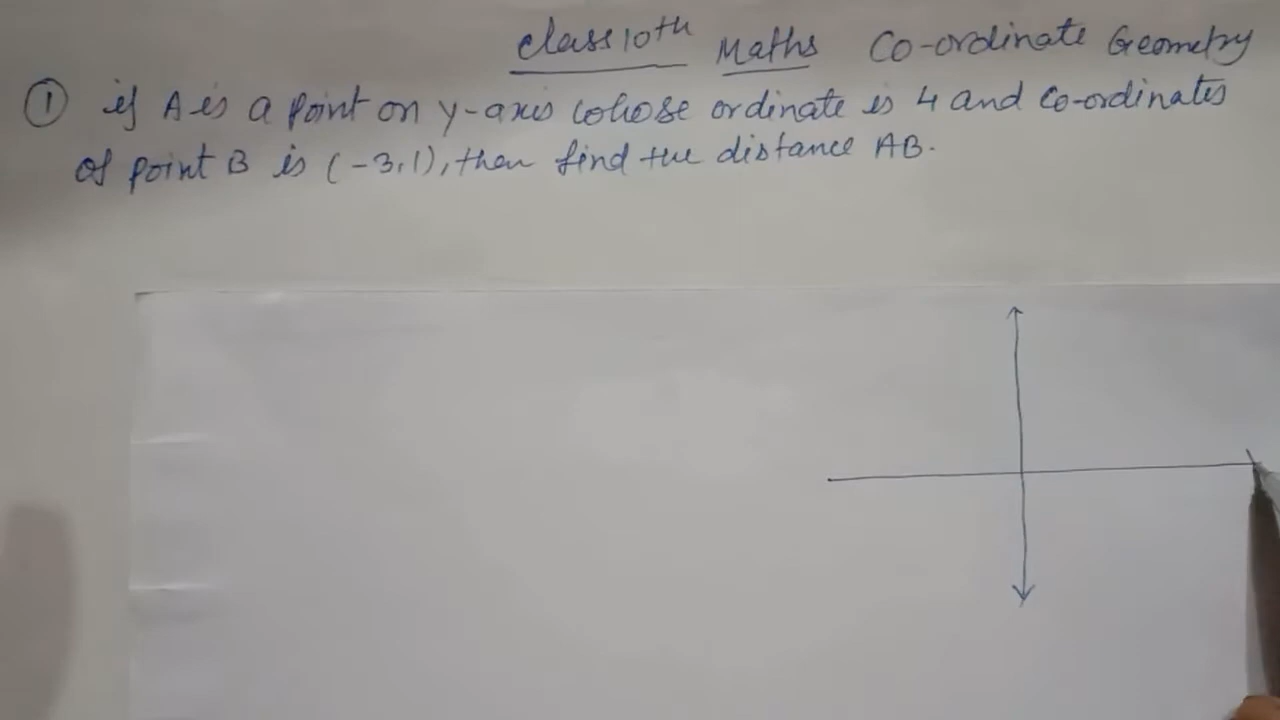 Class 10th Maths Co-ordinate Geometry
① if A is a point on y-axis whose ordinate is 4 and Co-ordinates
of point B is (-3,1), then find the distance AB.